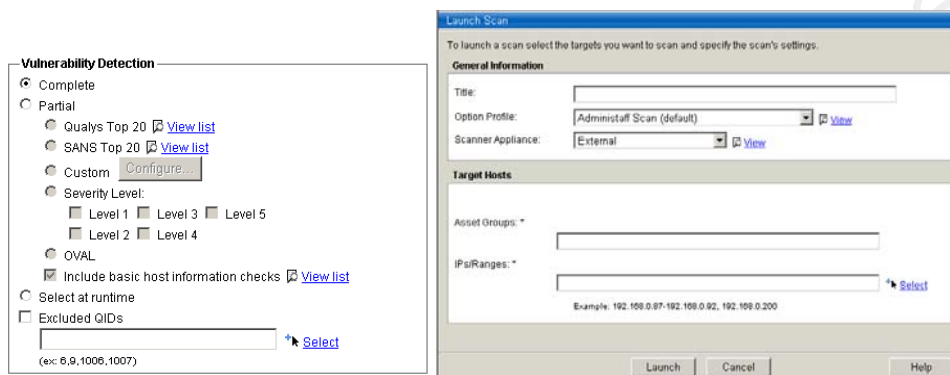 Vulnerability Detection
Complete
Partial
Qualys Top 20 View list
SANS Top 20 View list
Custom Configure...
Severity Level:
Level 1 Level 3 Level 5
Level 2 Level 4
OVAL
Include basic host information checks View list
Select at runtime
Excluded QIDs
Select
(ex: 6,9,1006,1007)
Launch Scan
To launch a scan select the targets you want to scan and specify the scan's settings.
General Information
Title:
Option Profile: Administaff Scan (default) View
Scanner Appliance: External View
Target Hosts
Asset Groups: *
IPs/Ranges: *
Select
Example: 192.168.0.87-192.168.0.92, 192.168.0.200
Launch Cancel Help